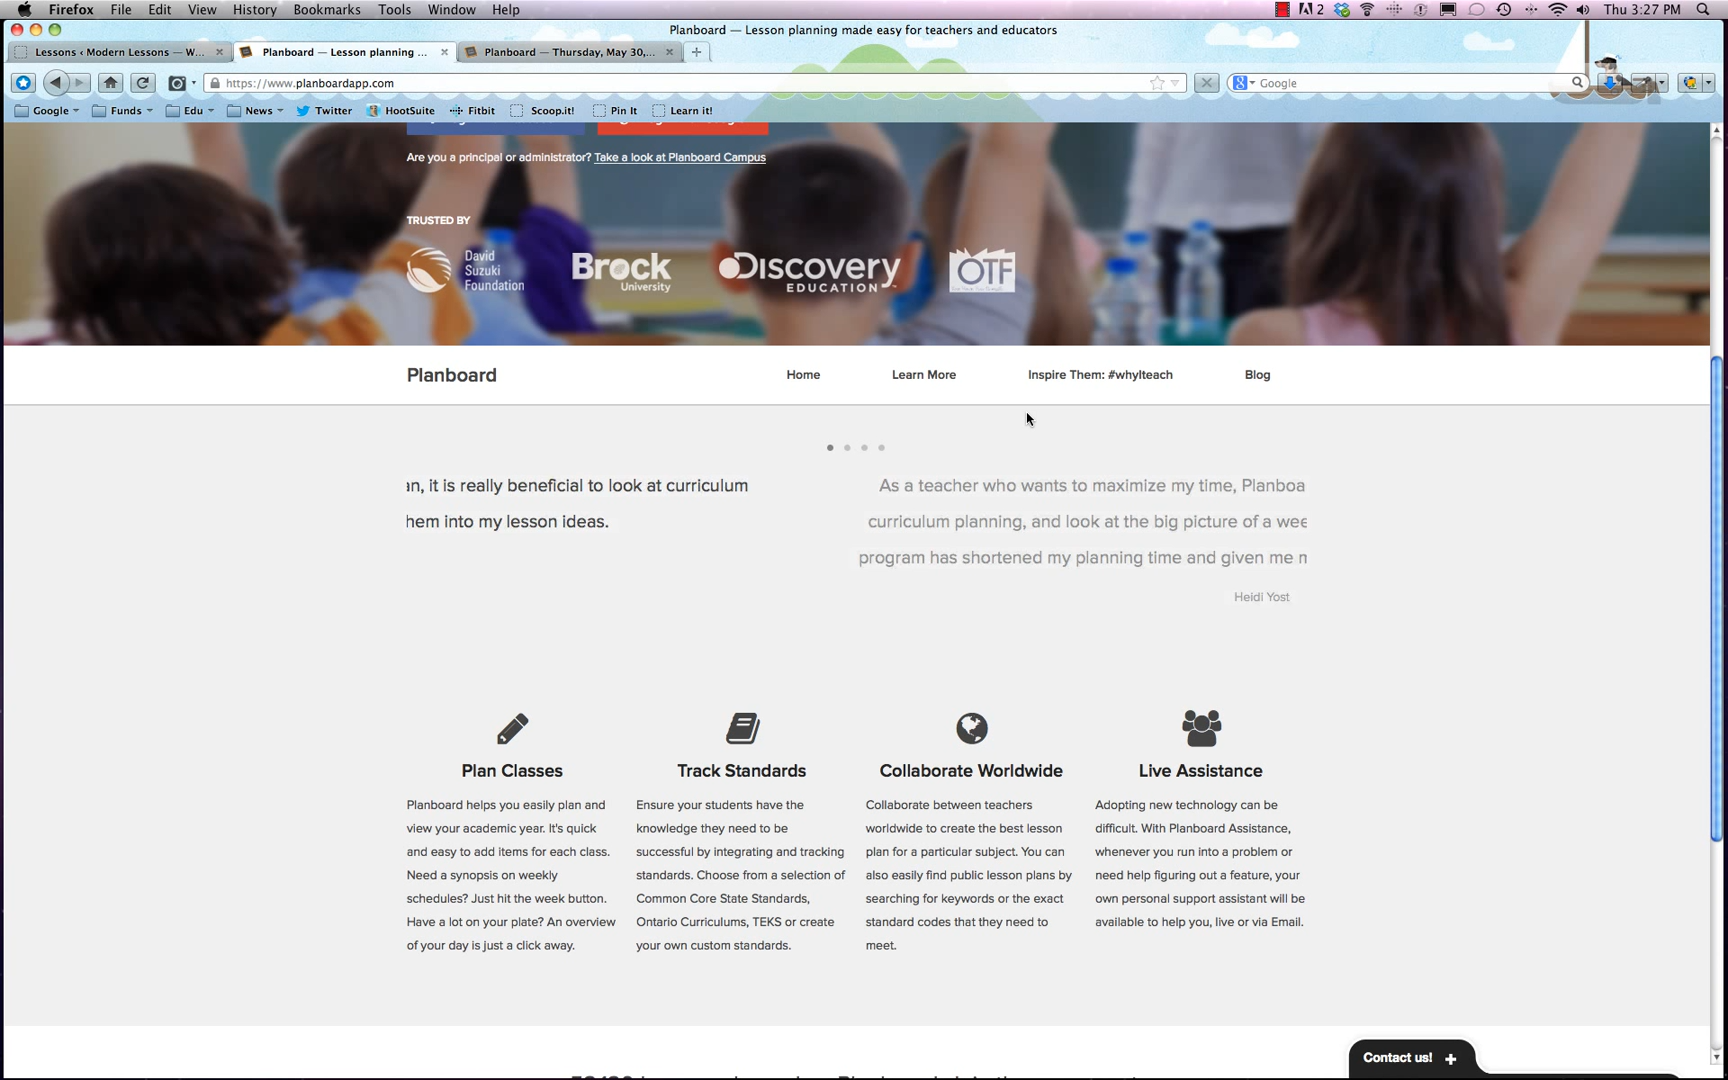 Firefox File Edit View History Bookmarks Tools Window Help
2
Thu 3:27 PM
Planboard — Lesson planning made easy for teachers and educators
Lessons ‹ Modern Lessons — W...
Planboard — Lesson planning ...
Planboard — Thursday, May 30,...
https://www.planboardapp.com
Google
Google Funds Edu News Twitter HootSuite Fitbit Scoop.it! Pin It Learn it!
Are you a principal or administrator? Take a look at Planboard Campus
TRUSTED BY
David
Suzuki
Foundation
Brock
University
Discovery
EDUCATION
OTF
Planboard
Home
Learn More
Inspire Them: #whyIteach
Blog
an, it is really beneficial to look at curriculum
hem into my lesson ideas.
As a teacher who wants to maximize my time, Planboa
curriculum planning, and look at the big picture of a wee
program has shortened my planning time and given me m
Heidi Yost
Plan Classes
Planboard helps you easily plan and
view your academic year. It's quick
and easy to add items for each class.
Need a synopsis on weekly
schedules? Just hit the week button.
Have a lot on your plate? An overview
of your day is just a click away.
Track Standards
Ensure your students have the
knowledge they need to be
successful by integrating and tracking
standards. Choose from a selection of
Common Core State Standards,
Ontario Curriculums, TEKS or create
your own custom standards.
Collaborate Worldwide
Collaborate between teachers
worldwide to create the best lesson
plan for a particular subject. You can
also easily find public lesson plans by
searching for keywords or the exact
standard codes that they need to
meet.
Live Assistance
Adopting new technology can be
difficult. With Planboard Assistance,
whenever you run into a problem or
need help figuring out a feature, your
own personal support assistant will be
available to help you, live or via Email.
Contact us! +